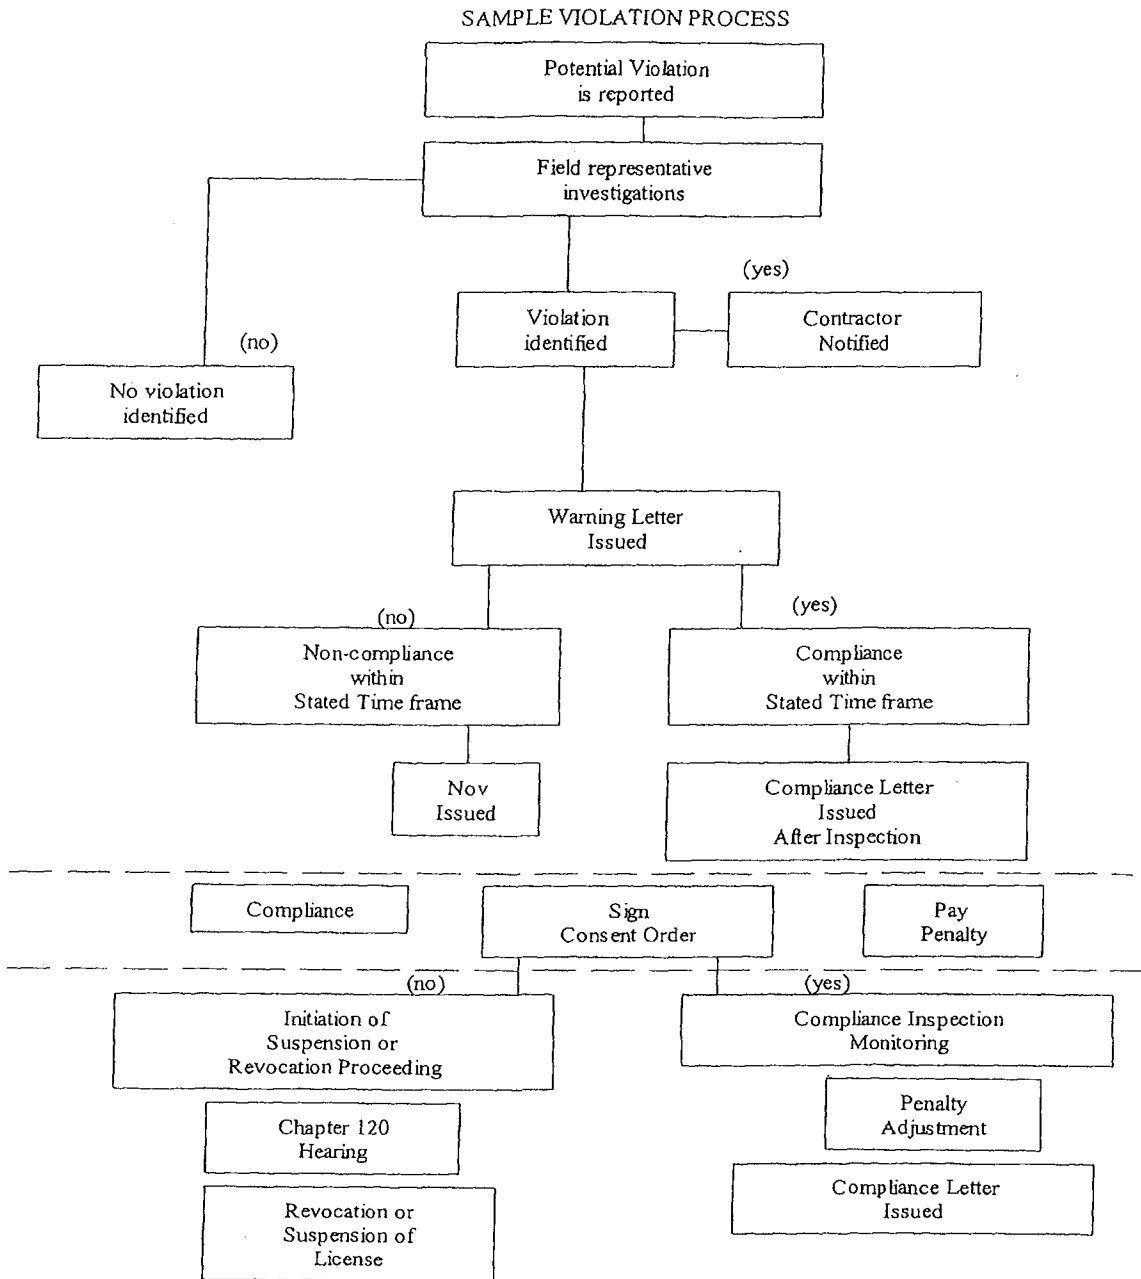 SAMPLE VIOLATION PROCESS
Potential Violation
is reported
Field representative
investigations
(yes)
Violation
identified
Contractor
Notified
(no)
No violation
identified
Warning Letter
Issued
(no)
(yes)
Non-compliance
within
Stated Time frame
Compliance
within
Stated Time frame
Nov
Issued
Compliance Letter
Issued
After Inspection
Compliance
Sign
Consent Order
Pay
Penalty
(no)
(yes)
Initiation of
Suspension or
Revocation Proceeding
Compliance Inspection
Monitoring
Chapter 120
Hearing
Penalty
Adjustment
Revocation or
Suspension of
License
Compliance Letter
Issued